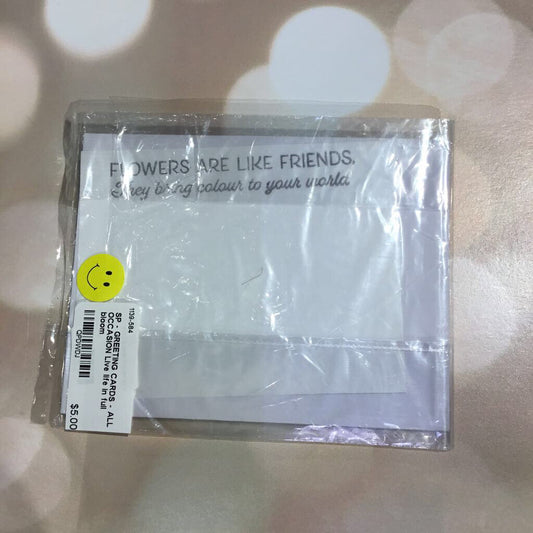 FLOWERS ARE LIKE FRIENDS,
They bring colour to your world
1139-584
SP - GREETING CARDS - ALL
OCCASION Live life in full
bloom
QPDWDJ
$5.00